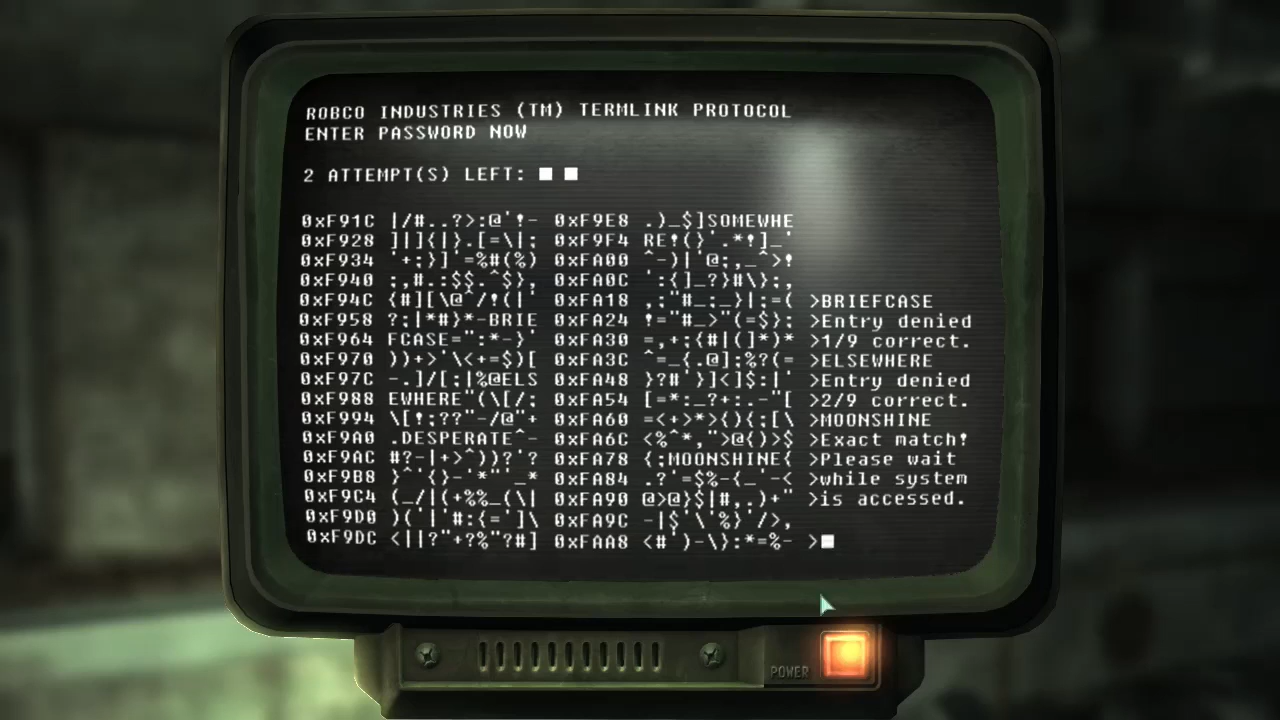 ROBCO INDUSTRIES (TM) TERMLINK PROTOCOL
ENTER PASSWORD NOW
2 ATTEMPT(S) LEFT: ■ ■
0xF91C |/#..?>:@'!- 0xF9E8 .)_$]SOMEWHE
0xF928 ]|]{|}.[=\|; 0xF9F4 RE!(}'.*!]_'
0xF934 '+;}]'=%#(%) 0xFA00 ^-)|'@;,_^>!
0xF940 ;,#.:$$.^$}, 0xFA0C ':{]_?}#\};,
0xF94C {#][\@^/!(|' 0xFA18 ,;"#_;_}|;=( >BRIEFCASE
0xF958 ?;|*#}*-BRIE 0xFA24 !="#_>"(=$}; >Entry denied
0xF964 FCASE=":*-}' 0xFA30 =,+;{#|(]*)* >1/9 correct.
0xF970 ))+>'\<+=$)[ 0xFA3C ^=_{.@];%?(= >ELSEWHERE
0xF97C -.]/[;|%@ELS 0xFA48 }?#'}]<]$:|' >Entry denied
0xF988 EWHERE"(\[/; 0xFA54 [=*:_?+:.-"[ >2/9 correct.
0xF994 \[!;??"-/@"+ 0xFA60 =<+>*>{){;[\ >MOONSHINE
0xF9A0 .DESPERATE^- 0xFA6C <%^*,">@{)>$ >Exact match!
0xF9AC #?-|+>^))?'? 0xFA78 {;MOONSHINE{ >Please wait
0xF9B8 }^'{}-'*"'_* 0xFA84 .?'=$%-{_'-< >while system
0xF9C4 (_/|(+%%_(\| 0xFA90 @>@}$|#,.)+" >is accessed.
0xF9D0 )('|'#:{=']\ 0xFA9C -|$'\'%}'/>,
0xF9DC <||?"+?%"?#] 0xFAA8 <#')-\}:*=%- >■
POWER